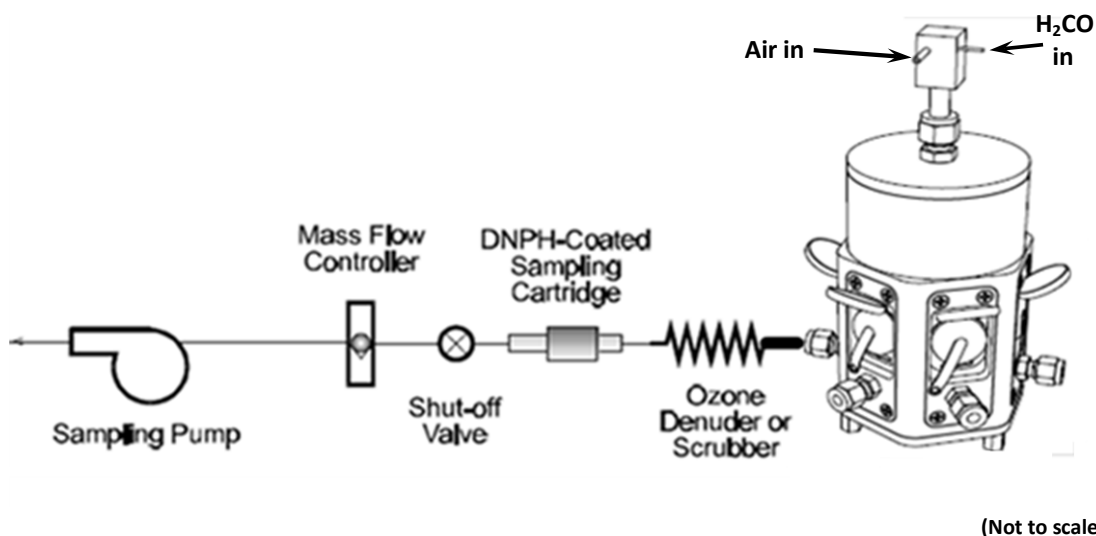 H₂CO
in
Air in
Mass Flow
Controller
DNPH-Coated
Sampling
Cartridge
Sampling Pump
Shut-off
Valve
Ozone
Denuder or
Scrubber
(Not to scale